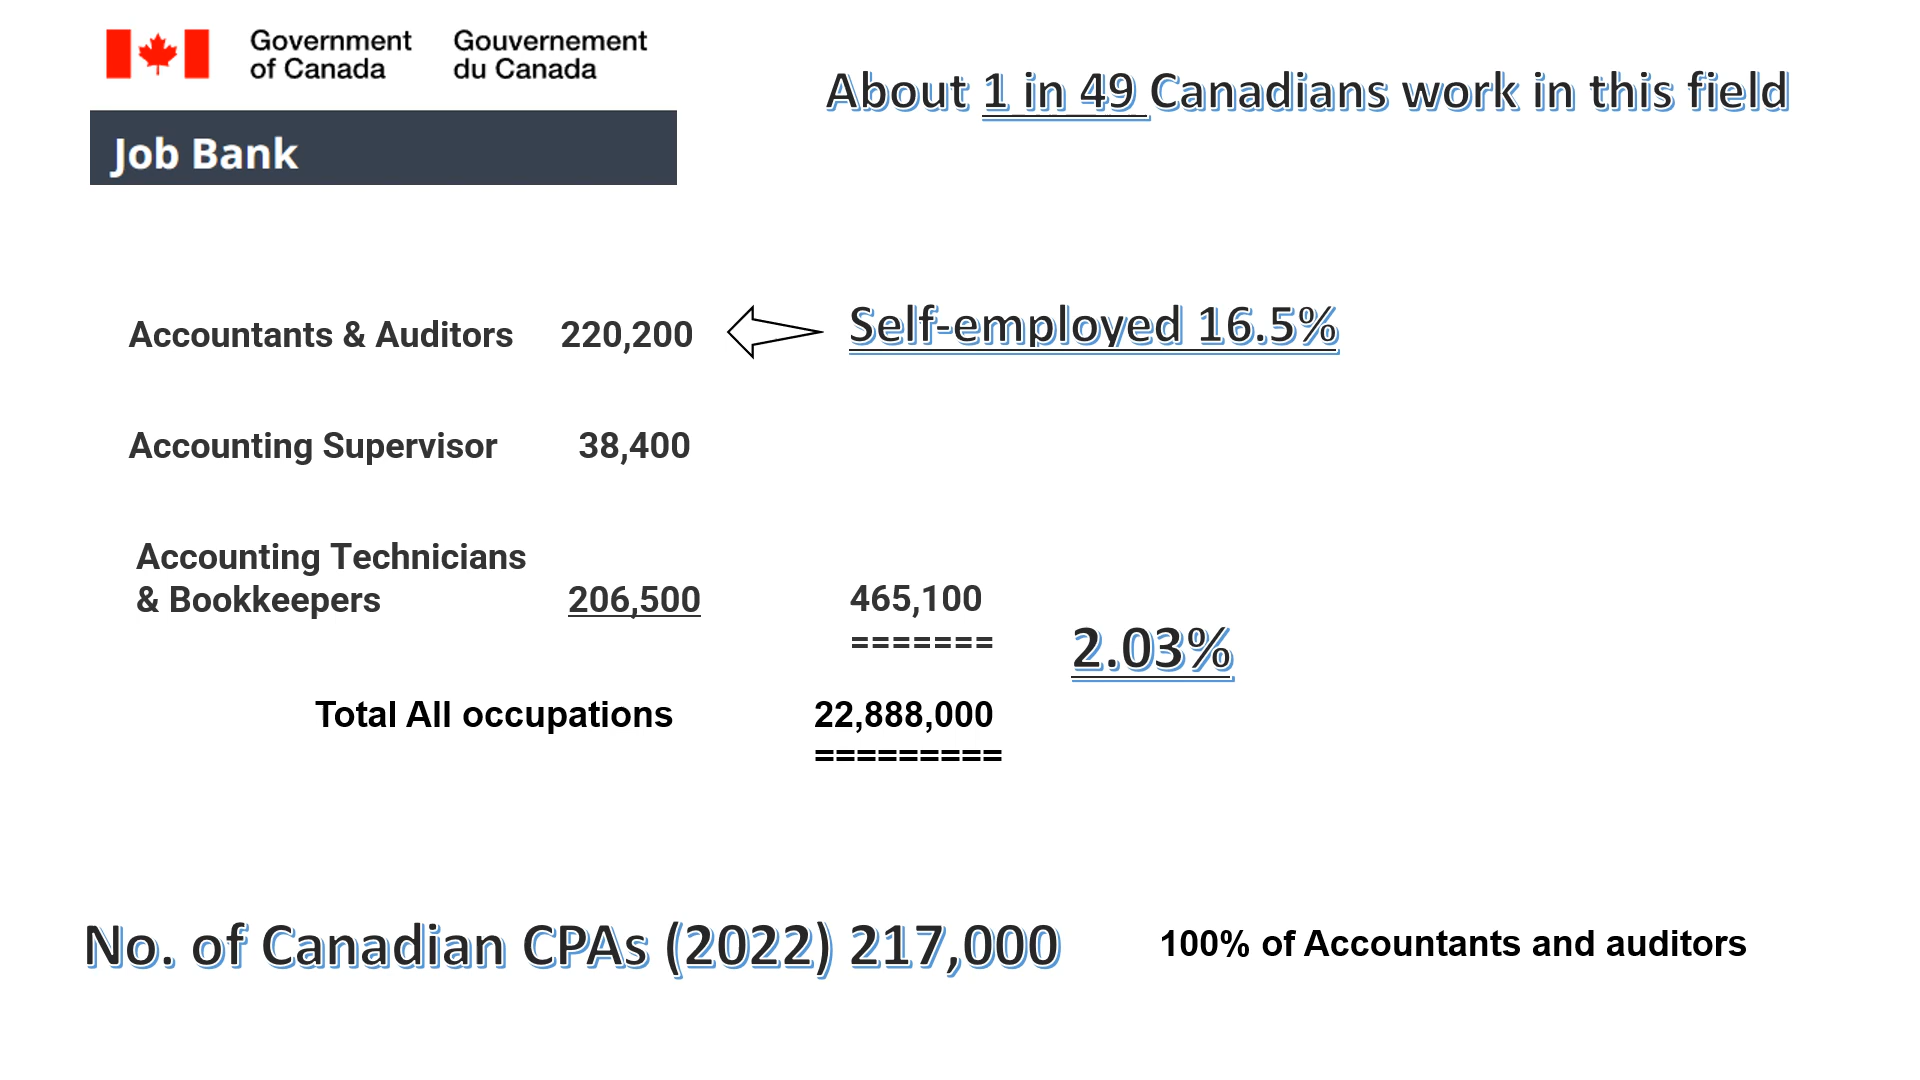 Government Gouvernement
of Canada du Canada
Job Bank
About 1 in 49 Canadians work in this field
Accountants & Auditors 220,200 Self-employed 16.5%
Accounting Supervisor 38,400
Accounting Technicians
& Bookkeepers 206,500 465,100
=======
2.03%
Total All occupations 22,888,000
=========
No. of Canadian CPAs (2022) 217,000 100% of Accountants and auditors